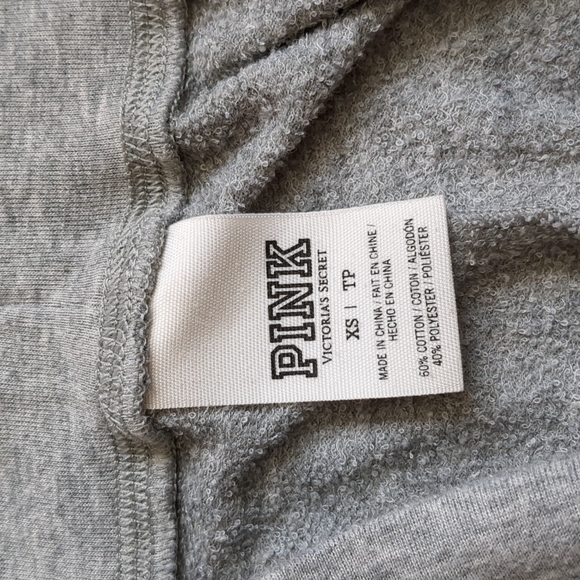 PINK
VICTORIA'S SECRET
XS | TP
MADE IN CHINA / FAIT EN CHINE /
HECHO EN CHINA
60% COTTON / COTON / ALGODÓN
40% POLYESTER / POLIÉSTER